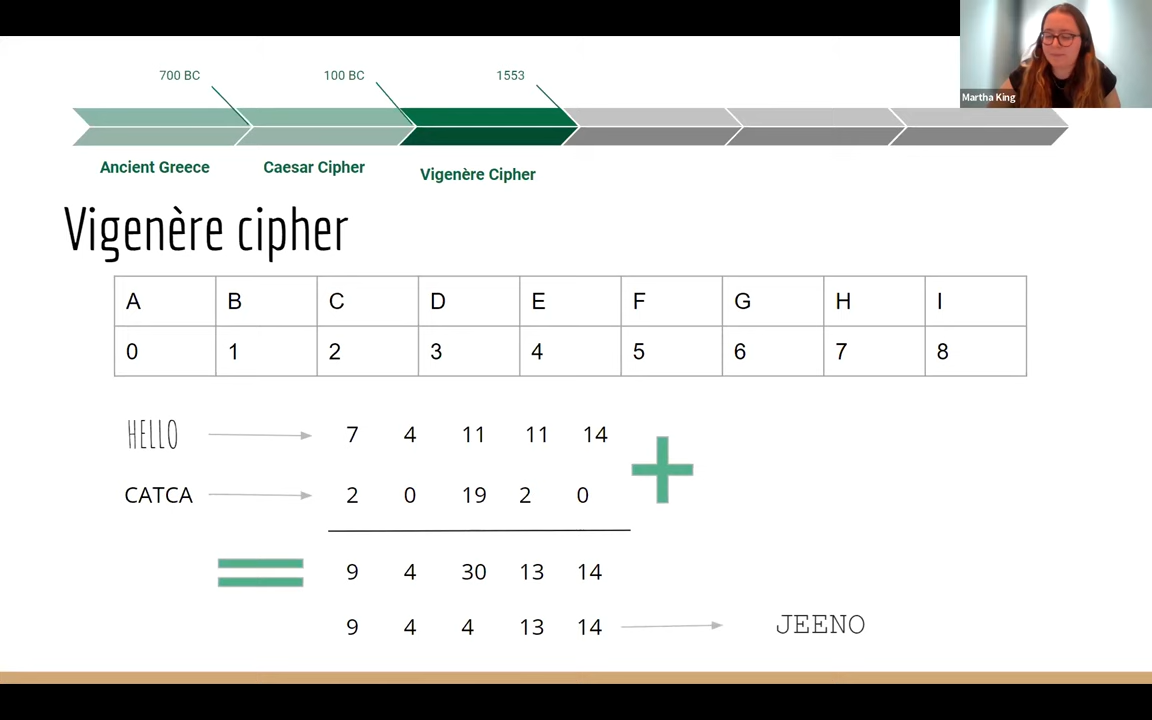 700 BC 100 BC 1553
Martha King
Ancient Greece Caesar Cipher Vigenère Cipher
Vigenère cipher
A B C D E F G H I
0 1 2 3 4 5 6 7 8
HELLO 7 4 11 11 14
CATCA 2 0 19 2 0
9 4 30 13 14
9 4 4 13 14 JEENO